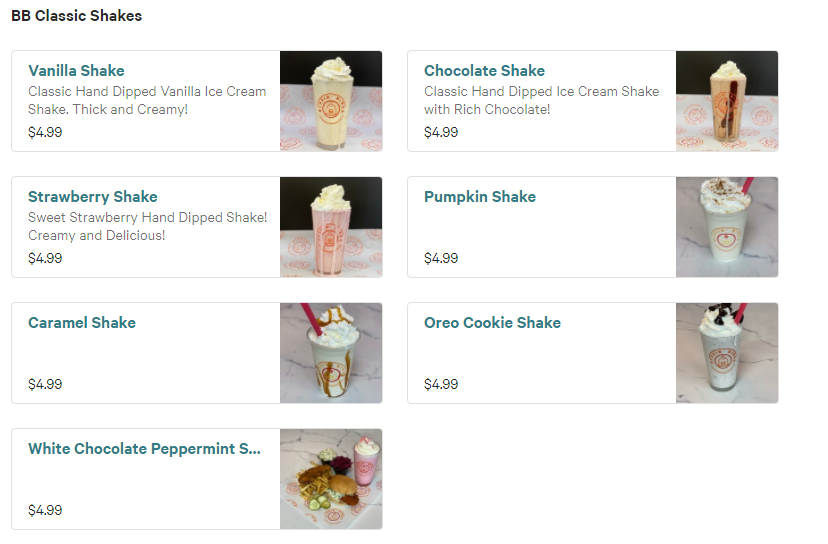 BB Classic Shakes
Vanilla Shake
Classic Hand Dipped Vanilla Ice Cream
Shake. Thick and Creamy!
$4.99
Chocolate Shake
Classic Hand Dipped Ice Cream Shake
with Rich Chocolate!
$4.99
Strawberry Shake
Sweet Strawberry Hand Dipped Shake!
Creamy and Delicious!
$4.99
Pumpkin Shake
$4.99
Caramel Shake
$4.99
Oreo Cookie Shake
$4.99
White Chocolate Peppermint S...
$4.99